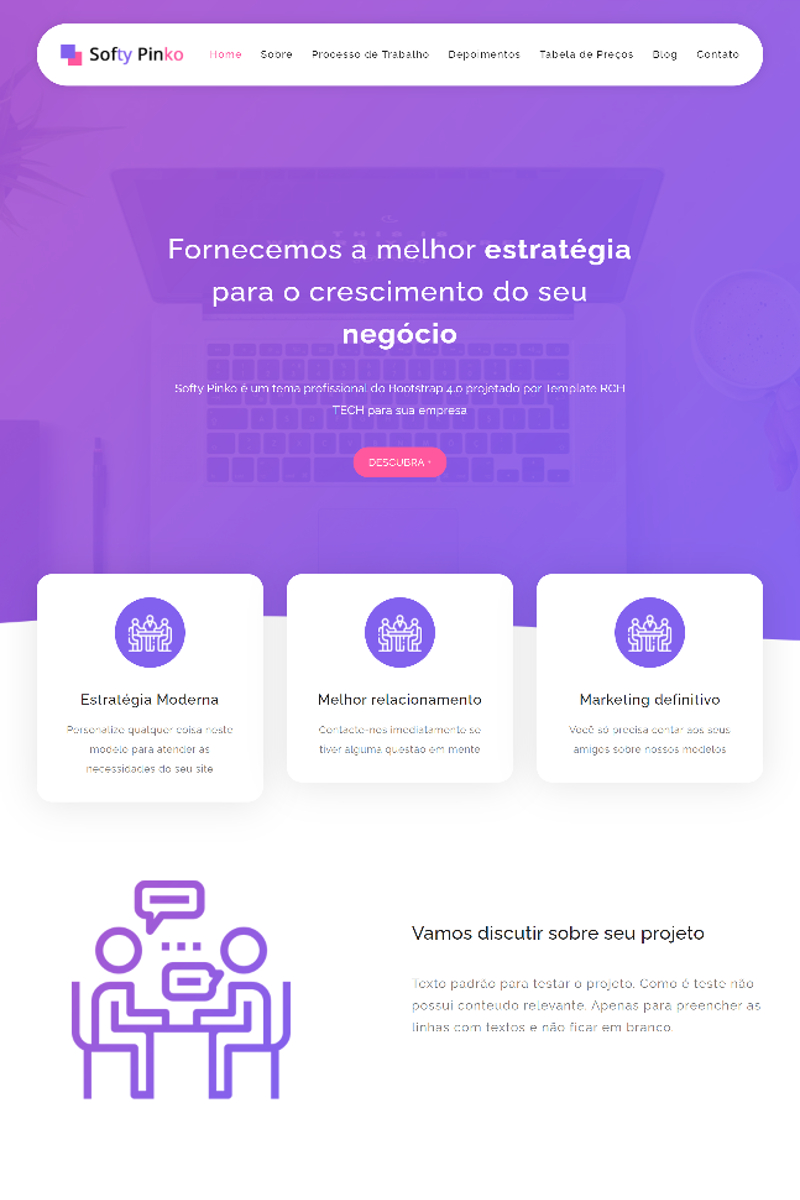 Softy Pinko
Home Sobre Processo de Trabalho Depoimentos Tabela de Preços Blog Contato
Fornecemos a melhor estratégia
para o crescimento do seu
negócio
Softy Pinko é um tema profissional do Bootstrap 4.0 projetado por Template RCH
TECH para sua empresa
DESCUBRA +
Estratégia Moderna
Personalize qualquer coisa neste
modelo para atender às
necessidades do seu site
Melhor relacionamento
Contacte-nos imediatamente se
tiver alguma questão em mente
Marketing definitivo
Você só precisa contar aos seus
amigos sobre nossos modelos
Vamos discutir sobre seu projeto
Texto padrão para testar o projeto. Como é teste não
possui conteudo relevante. Apenas para preencher as
linhas com textos e não ficar em branco.